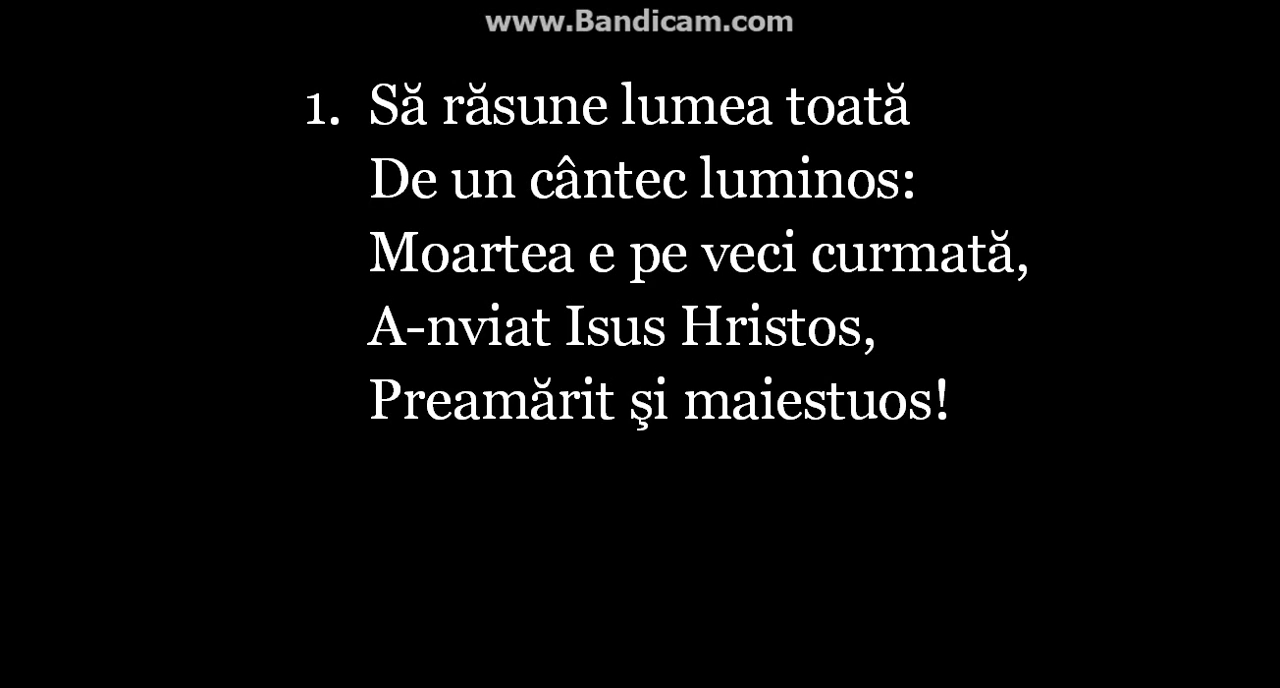 www.Bandicam.com
1. Să răsune lumea toată
De un cântec luminos:
Moartea e pe veci curmată,
A-nviat Isus Hristos,
Preamărit şi maiestuos!